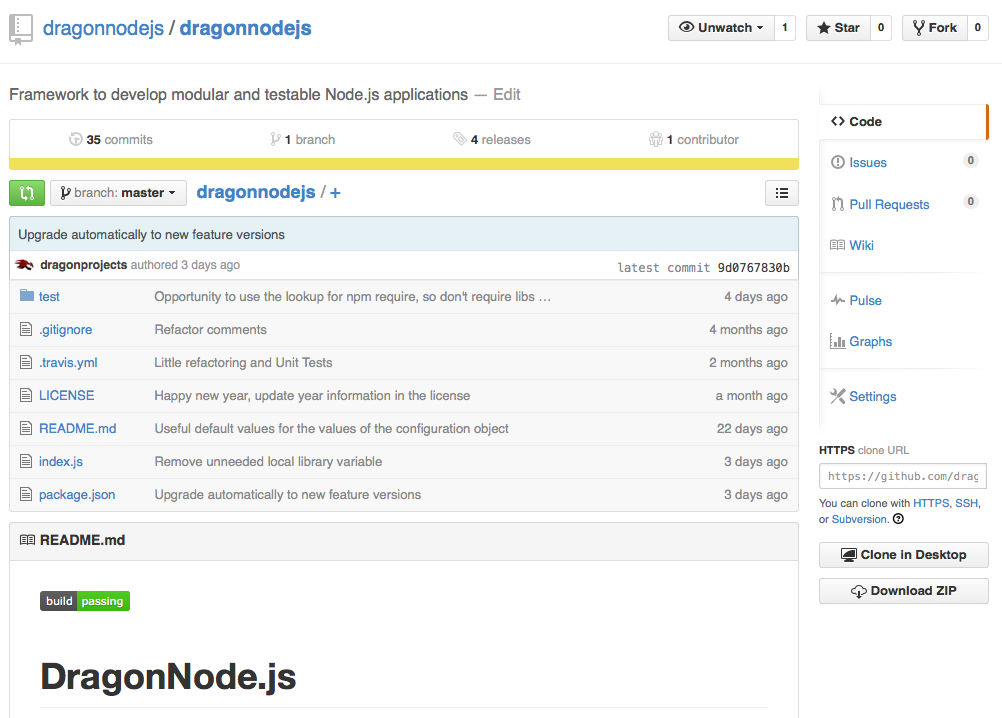 dragonnodejs / dragonnodejs
Unwatch 1 Star 0 Fork 0
Framework to develop modular and testable Node.js applications — Edit
35 commits 1 branch 4 releases 1 contributor
branch: master dragonnodejs / +
Upgrade automatically to new feature versions
dragonprojects authored 3 days ago latest commit 9d0767830b
test Opportunity to use the lookup for npm require, so don't require libs … 4 days ago
.gitignore Refactor comments 4 months ago
.travis.yml Little refactoring and Unit Tests 2 months ago
LICENSE Happy new year, update year information in the license a month ago
README.md Useful default values for the values of the configuration object 22 days ago
index.js Remove unneeded local library variable 3 days ago
package.json Upgrade automatically to new feature versions 3 days ago
README.md
build passing
DragonNode.js
Code
Issues 0
Pull Requests 0
Wiki
Pulse
Graphs
Settings
HTTPS clone URL
https://github.com/drag
You can clone with HTTPS, SSH,
or Subversion.
Clone in Desktop
Download ZIP